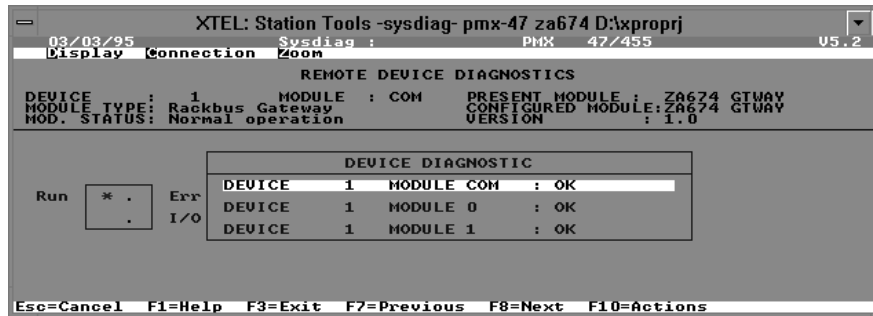 XTEL: Station Tools -sysdiag- pmx-47 za674 D:\xproprj
03/03/95 Sysdiag : PMX 47/455 V5.2
Display Connection Zoom
REMOTE DEVICE DIAGNOSTICS
DEVICE : 1 MODULE : COM PRESENT MODULE : ZA674 GTWAY
MODULE TYPE: Rackbus Gateway CONFIGURED MODULE:ZA674 GTWAY
MOD. STATUS: Normal operation VERSION : 1.0
DEVICE DIAGNOSTIC
DEVICE 1 MODULE COM : OK
Run * . Err
DEVICE 1 MODULE 0 : OK
. I/O
DEVICE 1 MODULE 1 : OK
Esc=Cancel F1=Help F3=Exit F7=Previous F8=Next F10=Actions